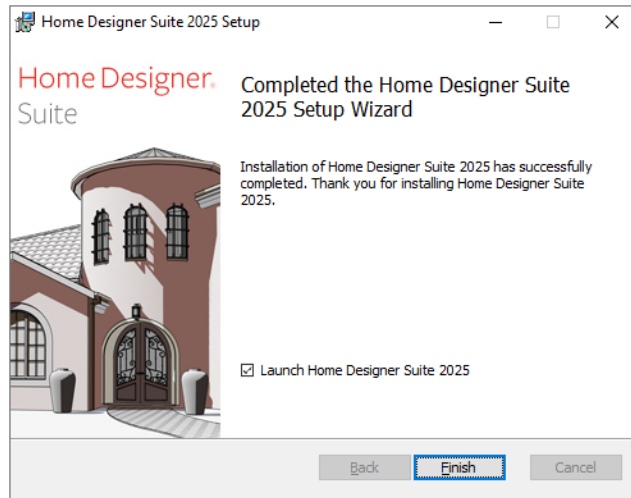 Home Designer Suite 2025 Setup
Home Designer.
Suite
Completed the Home Designer Suite
2025 Setup Wizard
Installation of Home Designer Suite 2025 has successfully
completed. Thank you for installing Home Designer Suite
2025.
Launch Home Designer Suite 2025
Back Finish Cancel